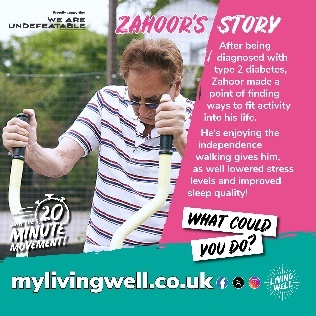 Proudly supporting
WE ARE
UNDEFEATABLE
ZAHOOR'S STORY
After being
diagnosed with
type 2 diabetes,
Zahoor made a
point of finding
ways to fit activity
into his life.
He's enjoying the
independence
walking gives him,
as well lowered stress
levels and improved
sleep quality!
WHAT COULD
YOU DO?
20
MINUTE
MOVEMENT!
mylivingwell.co.uk
LIVING
WELL